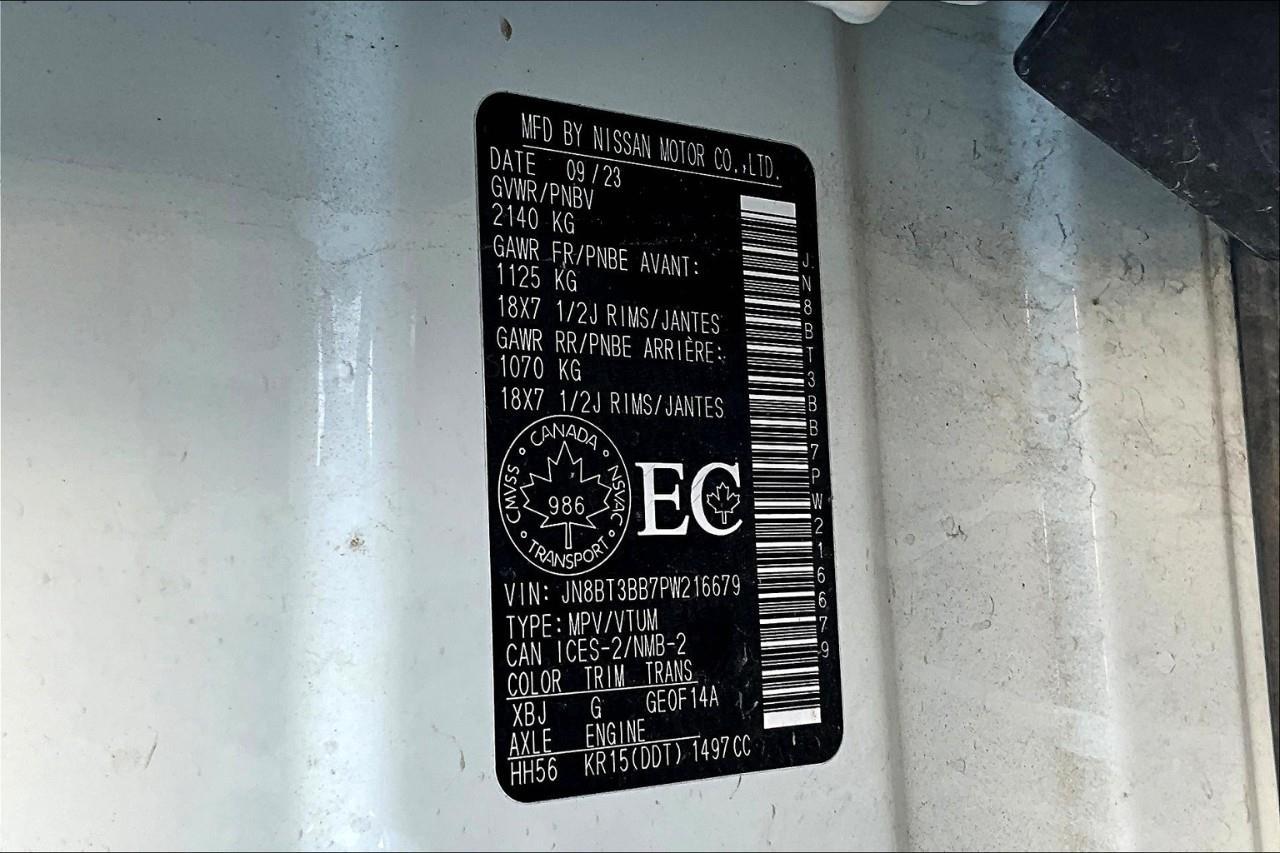 MFD BY NISSAN MOTOR CO.,LTD.
DATE 09/23
GVWR/PNBV
2140 KG
GAWR FR/PNBE AVANT:
1125 KG
18X7 1/2J RIMS/JANTES
GAWR RR/PNBE ARRIÈRE:
1070 KG
18X7 1/2J RIMS/JANTES
CANADA
CMVSS NSVAC
986
TRANSPORT
EC
VIN: JN8BT3BB7PW216679
TYPE: MPV/VTUM
CAN ICES-2/NMB-2
COLOR TRIM TRANS
XBJ G GE0F14A
AXLE ENGINE
HH56 KR15(DDT) 1497CC
JN8BT3BB7PW216679